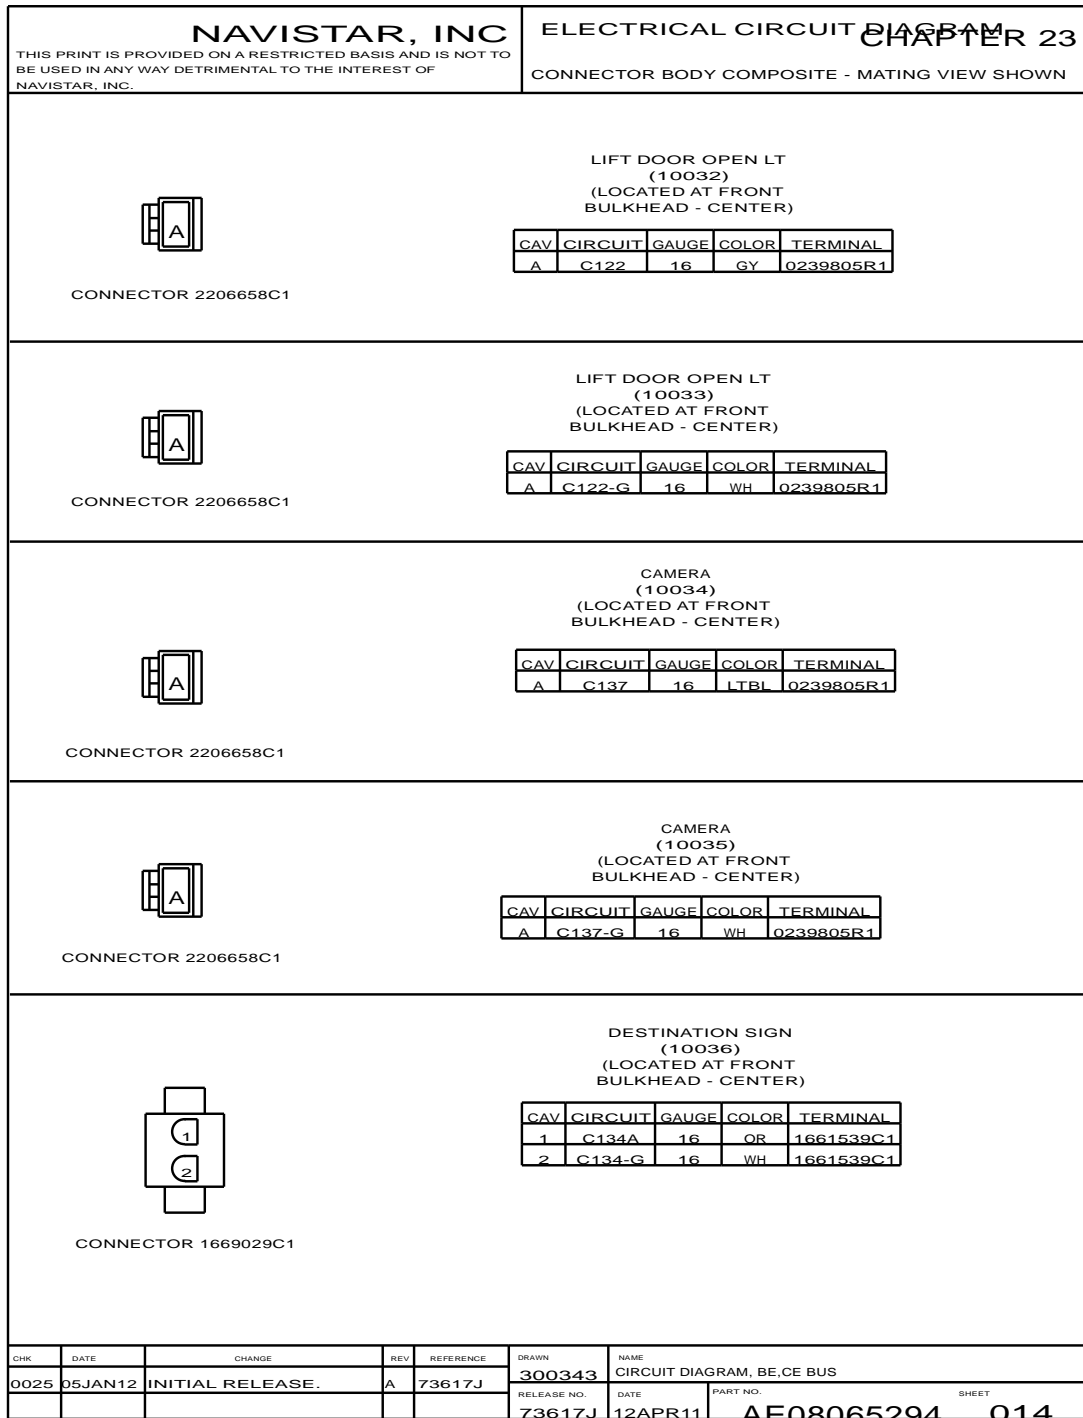 NAVISTAR, INC
THIS PRINT IS PROVIDED ON A RESTRICTED BASIS AND IS NOT TO
BE USED IN ANY WAY DETRIMENTAL TO THE INTEREST OF
NAVISTAR, INC.
ELECTRICAL CIRCUIT DIAGRAM
CHAPTER 23
CONNECTOR BODY COMPOSITE - MATING VIEW SHOWN
A
CONNECTOR 2206658C1
LIFT DOOR OPEN LT
(10032)
(LOCATED AT FRONT
BULKHEAD - CENTER)
CAV CIRCUIT GAUGE COLOR TERMINAL
A C122 16 GY 0239805R1
A
CONNECTOR 2206658C1
LIFT DOOR OPEN LT
(10033)
(LOCATED AT FRONT
BULKHEAD - CENTER)
CAV CIRCUIT GAUGE COLOR TERMINAL
A C122-G 16 WH 0239805R1
A
CONNECTOR 2206658C1
CAMERA
(10034)
(LOCATED AT FRONT
BULKHEAD - CENTER)
CAV CIRCUIT GAUGE COLOR TERMINAL
A C137 16 LTBL 0239805R1
A
CONNECTOR 2206658C1
CAMERA
(10035)
(LOCATED AT FRONT
BULKHEAD - CENTER)
CAV CIRCUIT GAUGE COLOR TERMINAL
A C137-G 16 WH 0239805R1
1
2
CONNECTOR 1669029C1
DESTINATION SIGN
(10036)
(LOCATED AT FRONT
BULKHEAD - CENTER)
CAV CIRCUIT GAUGE COLOR TERMINAL
1 C134A 16 OR 1661539C1
2 C134-G 16 WH 1661539C1
CHK DATE CHANGE REV REFERENCE
0025 05JAN12 INITIAL RELEASE. A 73617J
DRAWN
300343
NAME
CIRCUIT DIAGRAM, BE,CE BUS
RELEASE NO. DATE PART NO. SHEET
73617J 12APR11 AE08065294 014